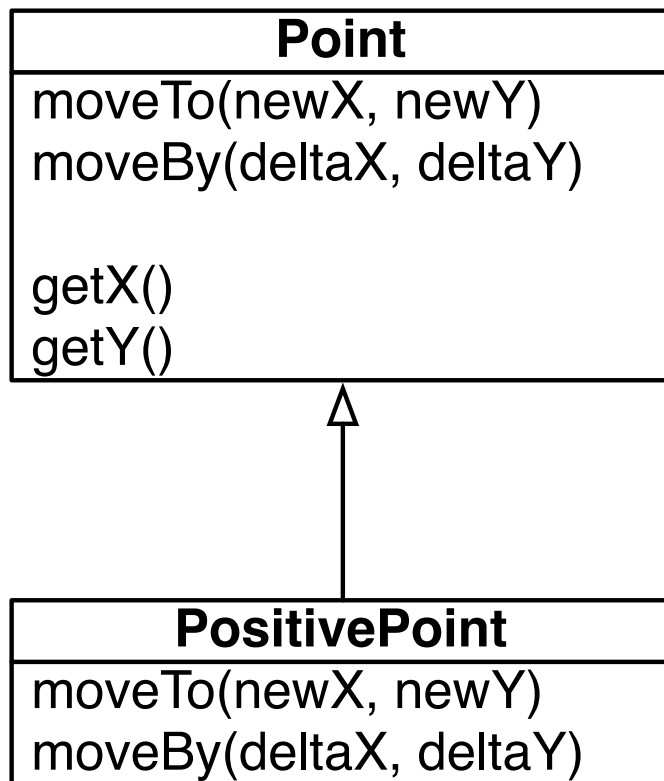 Point
moveTo(newX, newY)
moveBy(deltaX, deltaY)
getX()
getY()
PositivePoint
moveTo(newX, newY)
moveBy(deltaX, deltaY)